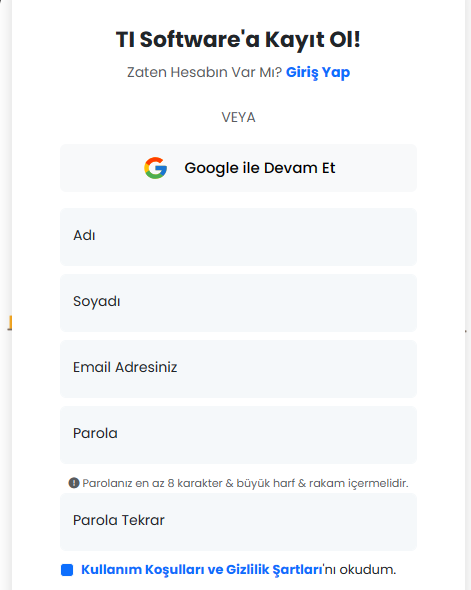 TI Software'a Kayıt Ol!
Zaten Hesabın Var Mı? Giriş Yap
VEYA
Google ile Devam Et
Adı
Soyadı
Email Adresiniz
Parola
Parolanız en az 8 karakter & büyük harf & rakam içermelidir.
Parola Tekrar
Kullanım Koşulları ve Gizlilik Şartları'nı okudum.